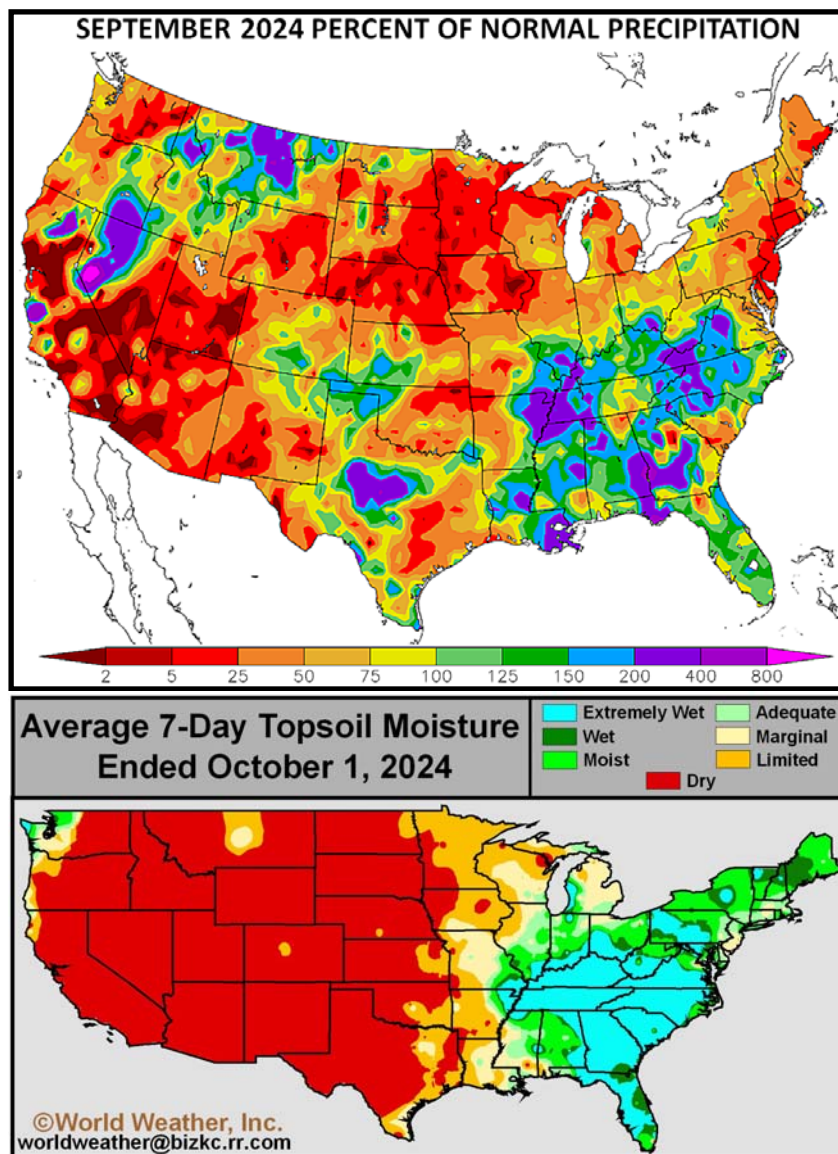 SEPTEMBER 2024 PERCENT OF NORMAL PRECIPITATION
2 5 25 50 75 100 125 150 200 400 800
Average 7-Day Topsoil Moisture
Ended October 1, 2024
Extremely Wet Adequate
Wet Marginal
Moist Limited
Dry
©World Weather, Inc.
worldweather@bizkc.rr.com